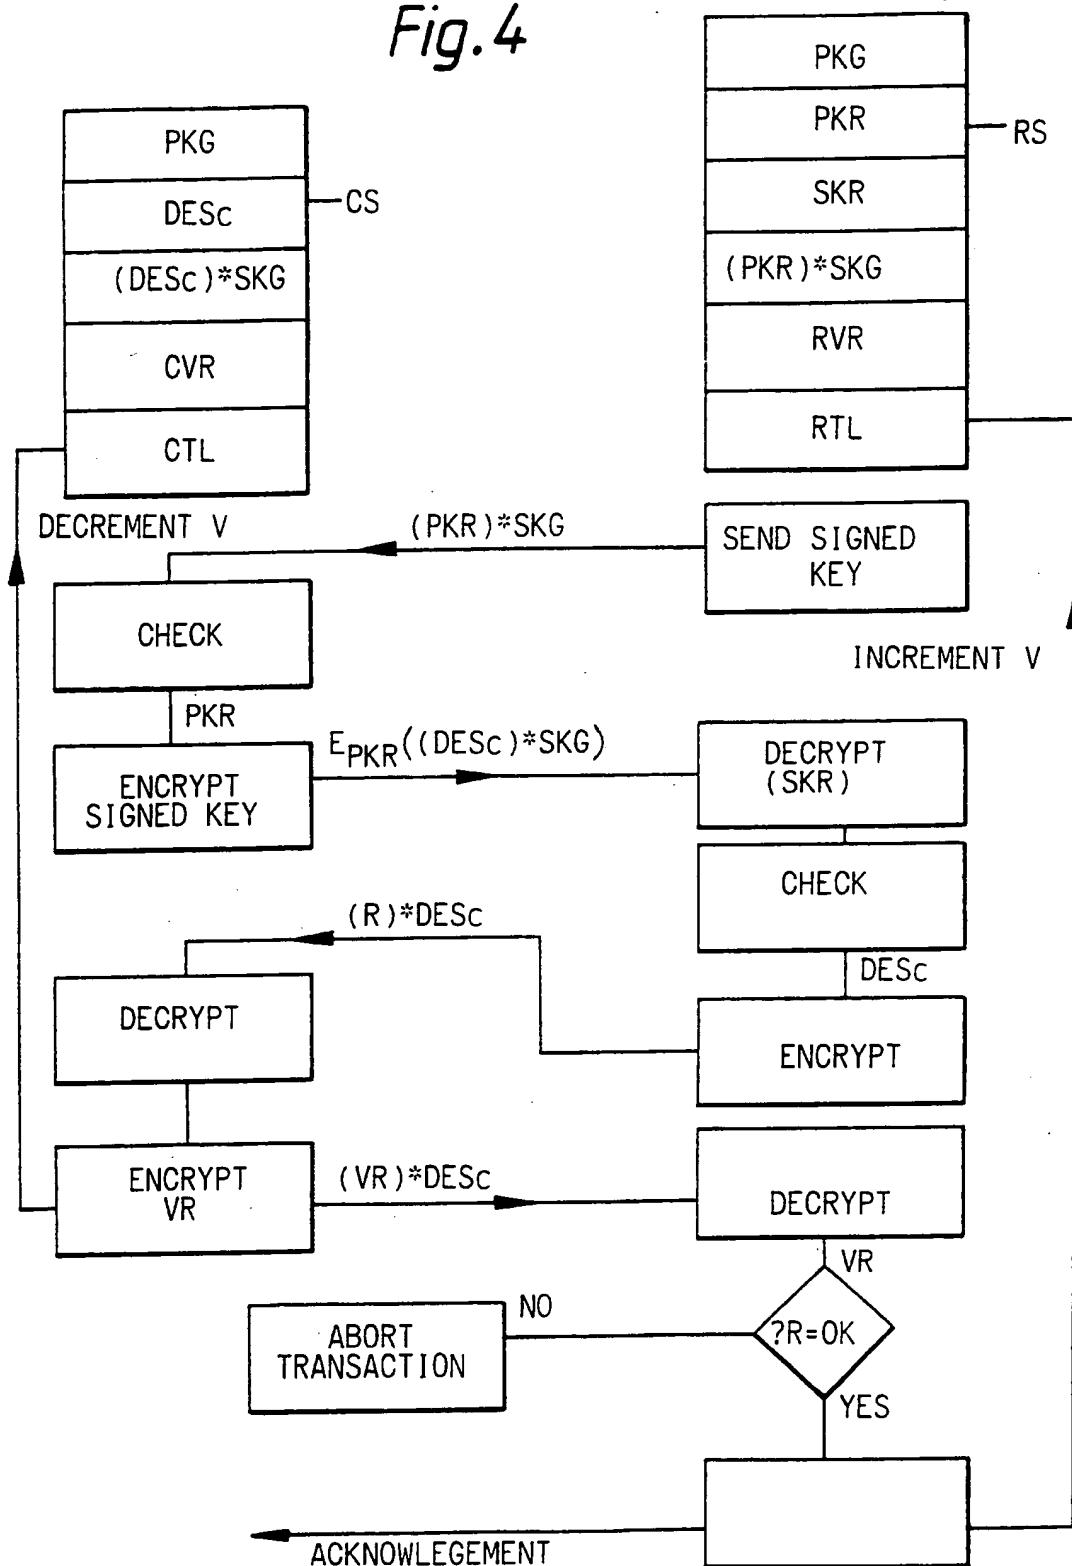 Fig.4
PKG
DESc
(DESc)*SKG
CVR
CTL
CS
PKG
PKR
SKR
(PKR)*SKG
RVR
RTL
RS
DECREMENT V
(PKR)*SKG
SEND SIGNED
KEY
CHECK
INCREMENT V
PKR
ENCRYPT
SIGNED KEY
EPKR((DESc)*SKG)
DECRYPT
(SKR)
CHECK
DESc
(R)*DESc
DECRYPT
ENCRYPT
ENCRYPT
VR
(VR)*DESc
DECRYPT
VR
?R=OK
NO
ABORT
TRANSACTION
YES
ACKNOWLEGEMENT